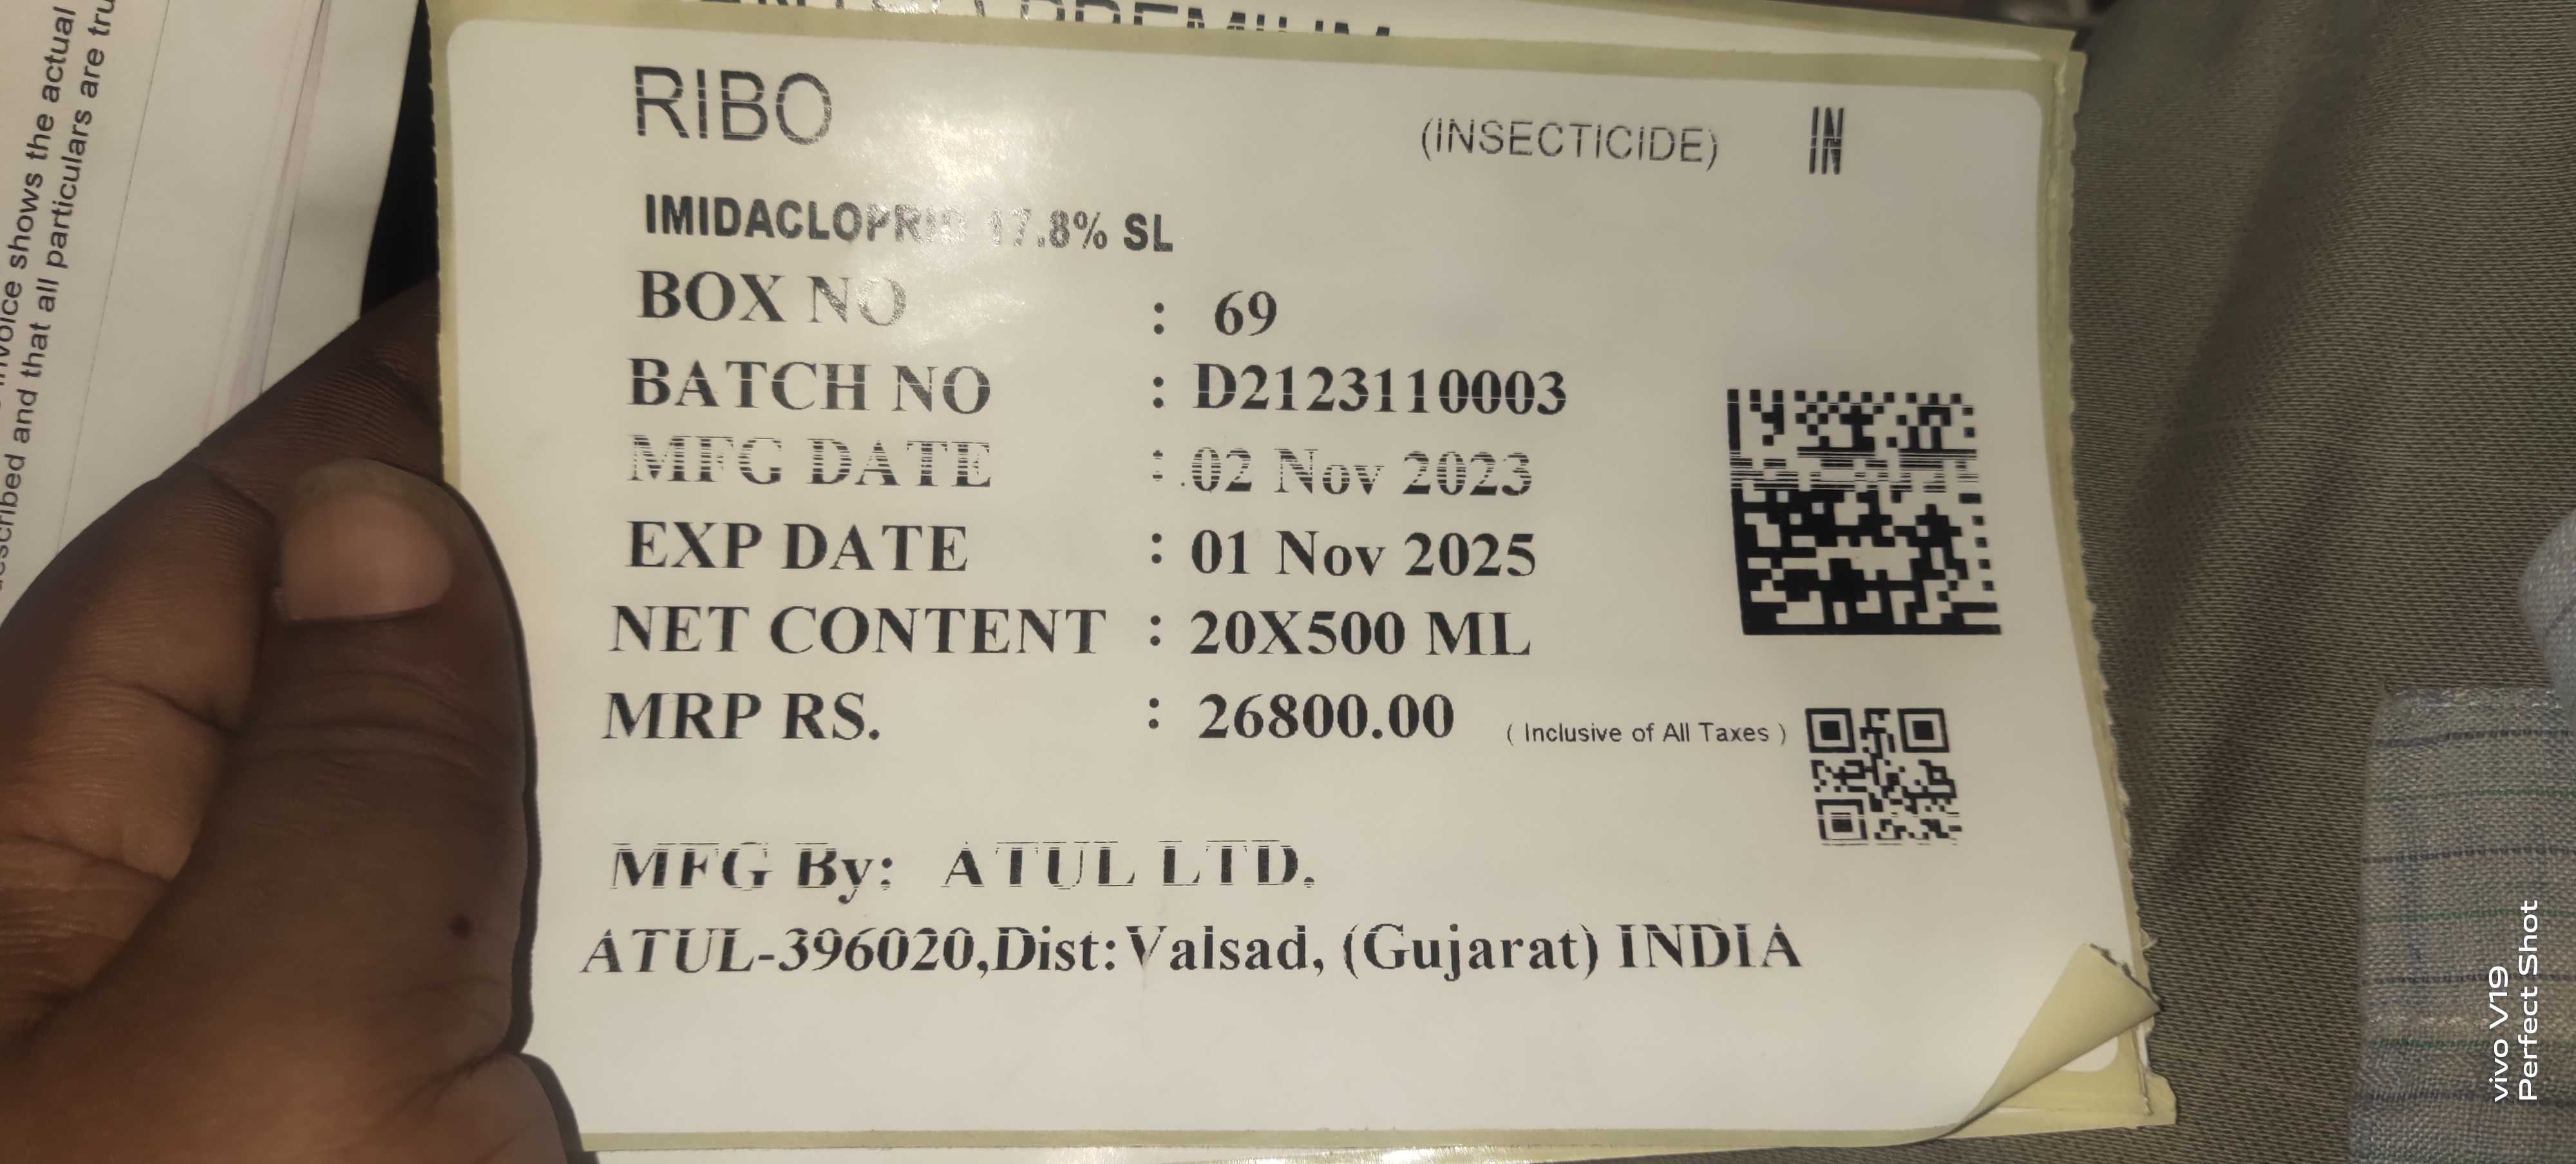 shows the actual
described and that all particulars are
PREMIUM
RIBO
(INSECTICIDE) IN
IMIDACLOPRID 17.8% SL
BOX NO : 69
BATCH NO : D2123110003
MFG DATE : 02 Nov 2023
EXP DATE : 01 Nov 2025
NET CONTENT : 20X500 ML
MRP RS. : 26800.00 ( Inclusive of All Taxes )
MFG By: ATUL LTD.
ATUL-396020,Dist:Valsad, (Gujarat) INDIA
vivo V19
Perfect Shot